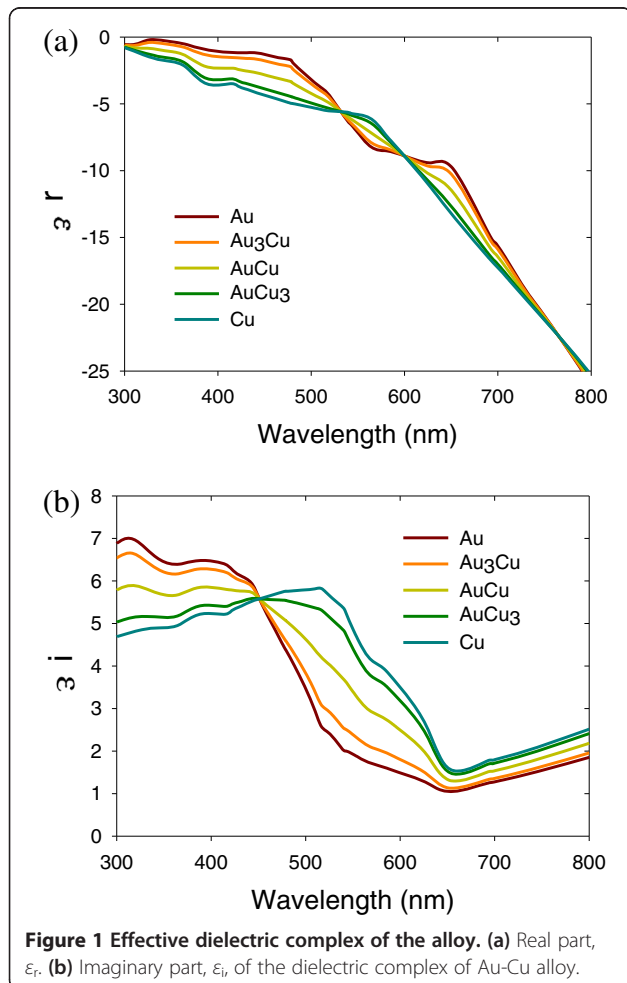 (a)
0
-5
-10
-15
-20
-25
ε r
Au
Au3Cu
AuCu
AuCu3
Cu
300 400 500 600 700 800
Wavelength (nm)
(b)
8
7
6
5
4
3
2
1
0
ε i
Au
Au3Cu
AuCu
AuCu3
Cu
300 400 500 600 700 800
Wavelength (nm)
Figure 1 Effective dielectric complex of the alloy. (a) Real part,
εr. (b) Imaginary part, εi, of the dielectric complex of Au-Cu alloy.